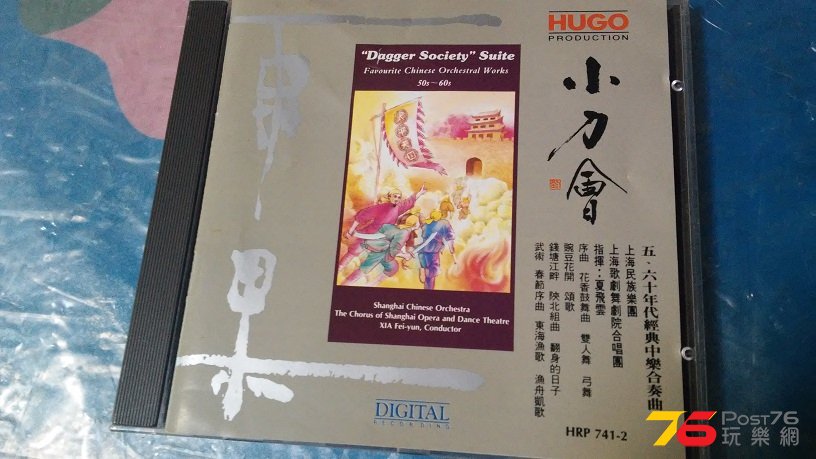 HUGO
PRODUCTION
"Dagger Society" Suite
Favourite Chinese Orchestral Works
50s~60s
小刀會
五·六十年代經典中樂合奏曲
上海民族樂團
上海歌劇舞劇院合唱團
指揮:夏飛雲
序曲 花香鼓舞曲 雙人舞 弓舞
豌豆花開 頌歌
錢塘江畔 陝北組曲 翻身的日子
武術 春節序曲 東海漁歌 漁舟凱歌
Shanghai Chinese Orchestra
The Chorus of Shanghai Opera and Dance Theatre
XIA Fei-yun, Conductor
DIGITAL
RECORDING
HRP 741-2
76 Post76
玩樂網